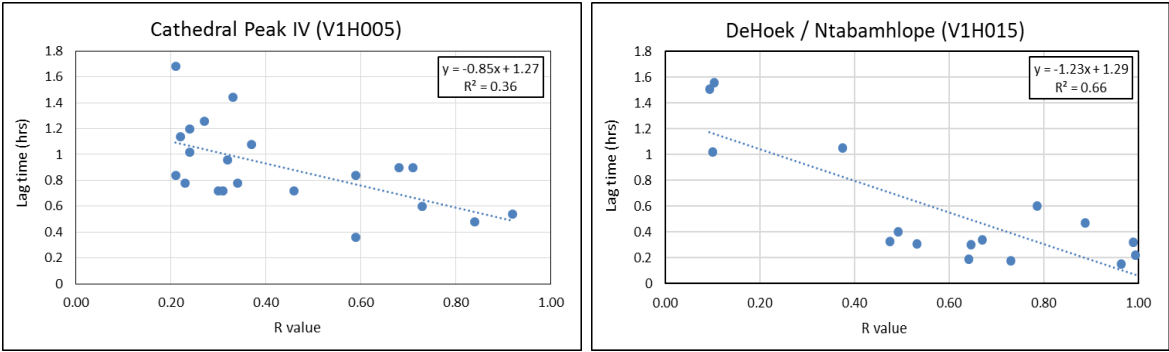 Cathedral Peak IV (V1H005)
y = -0.85x + 1.27
R² = 0.36
Lag time (hrs)
1.8
1.6
1.4
1.2
1
0.8
0.6
0.4
0.2
0
0.00 0.20 0.40 0.60 0.80 1.00
R value
DeHoek / Ntabamhlope (V1H015)
y = -1.23x + 1.29
R² = 0.66
Lag time (hrs)
1.8
1.6
1.4
1.2
1
0.8
0.6
0.4
0.2
0
0.00 0.20 0.40 0.60 0.80 1.00
R value